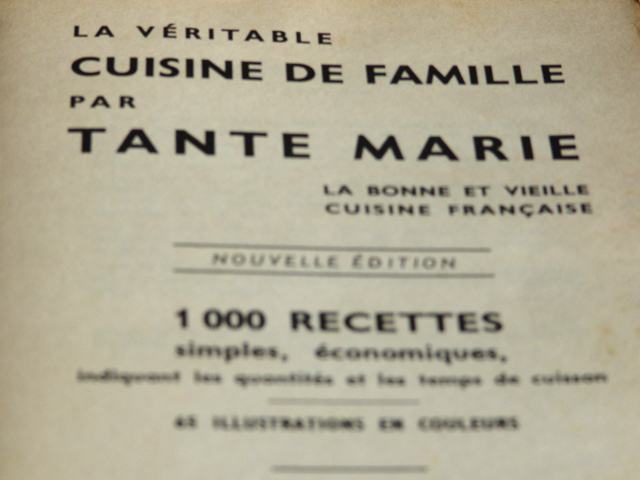 LA VÉRITABLE
CUISINE DE FAMILLE
PAR
TANTE MARIE
LA BONNE ET VIEILLE
CUISINE FRANÇAISE
NOUVELLE ÉDITION
1 000 RECETTES
simples, économiques,
indiquant les quantités et les temps de cuisson
ILLUSTRATIONS EN COULEURS